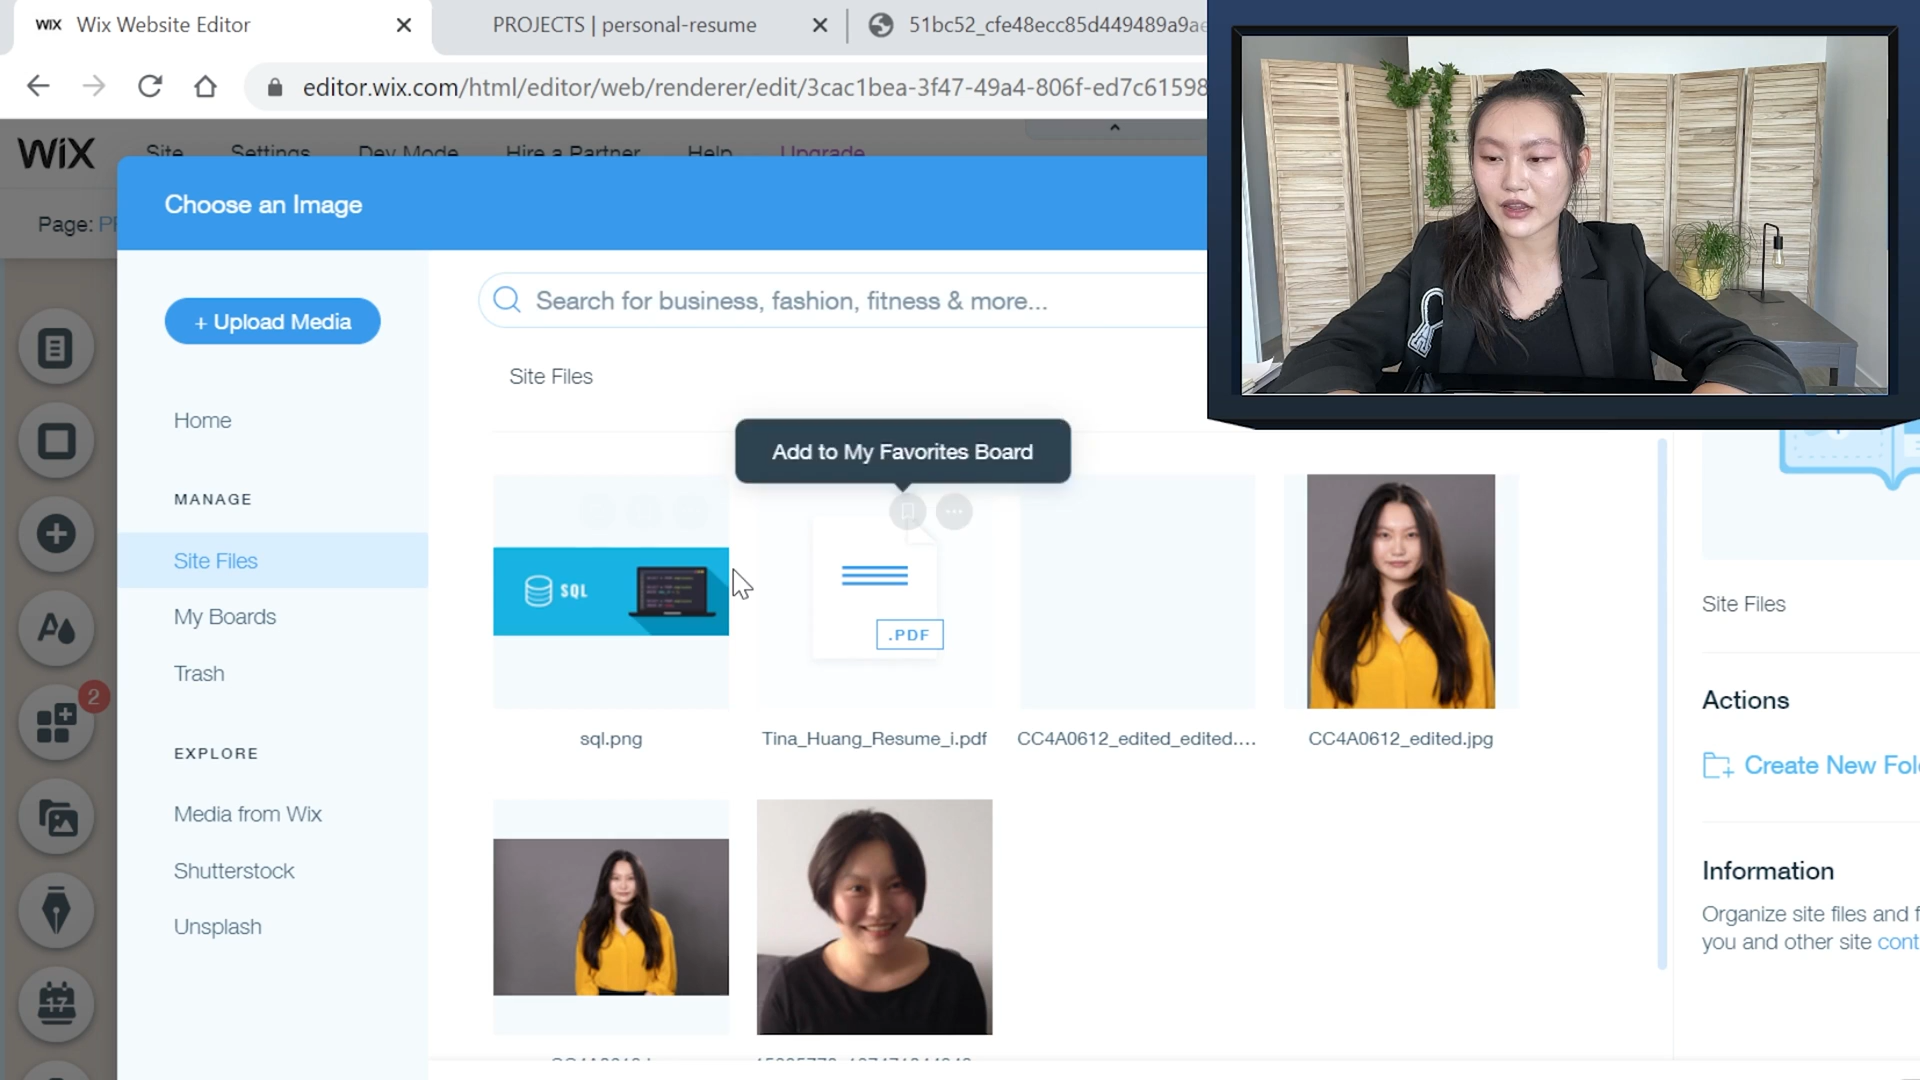 WIX Wix Website Editor
PROJECTS | personal-resume
51bc52_cfe48ecc85d449489a9ae
editor.wix.com/html/editor/web/renderer/edit/3cac1bea-3f47-49a4-806f-ed7c61598
WiX Site Settings Dev Mode Hire a Partner Help Upgrade
Page:
Choose an Image
+ Upload Media
Search for business, fashion, fitness & more...
Site Files
Home
Add to My Favorites Board
MANAGE
Site Files
My Boards
Trash
2
EXPLORE
Media from Wix
Shutterstock
Unsplash
17
SQL
.PDF
sql.png
Tina_Huang_Resume_i.pdf
CC4A0612_edited_edited....
CC4A0612_edited.jpg
Site Files
Actions
Create New Fol
Information
Organize site files and f
you and other site cont